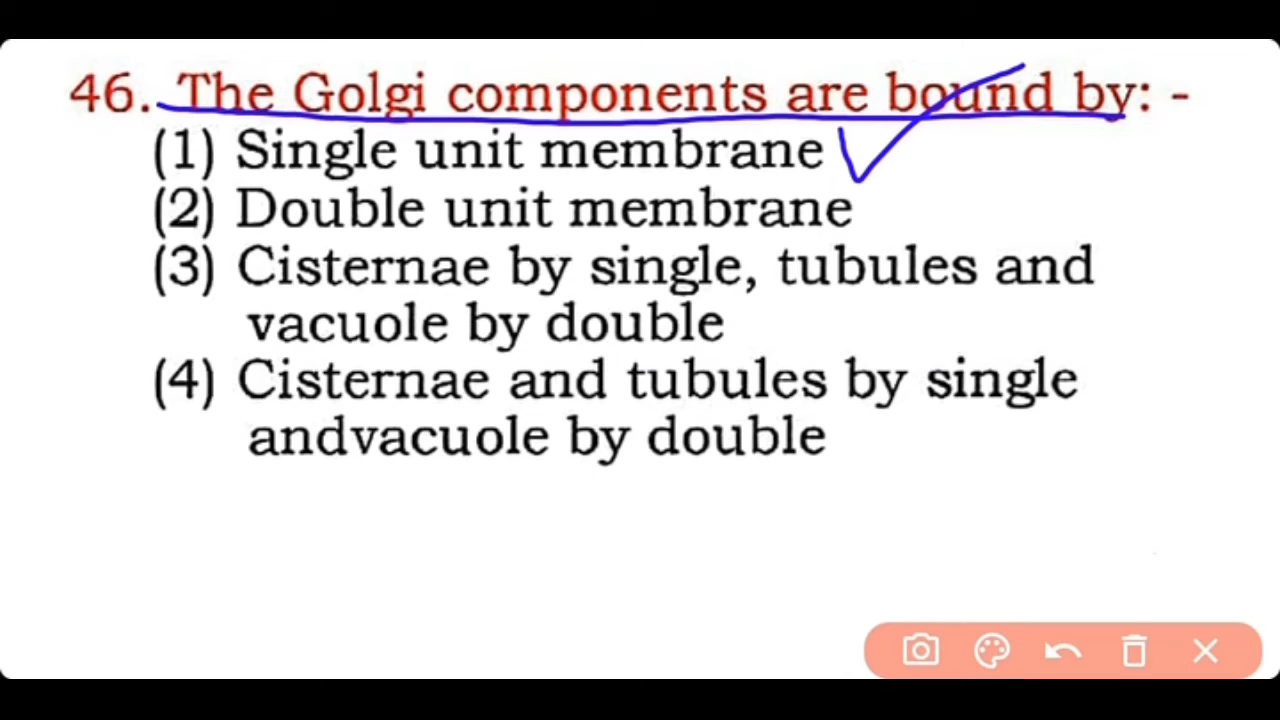 46. The Golgi components are bound by: -
(1) Single unit membrane
(2) Double unit membrane
(3) Cisternae by single, tubules and
vacuole by double
(4) Cisternae and tubules by single
andvacuole by double